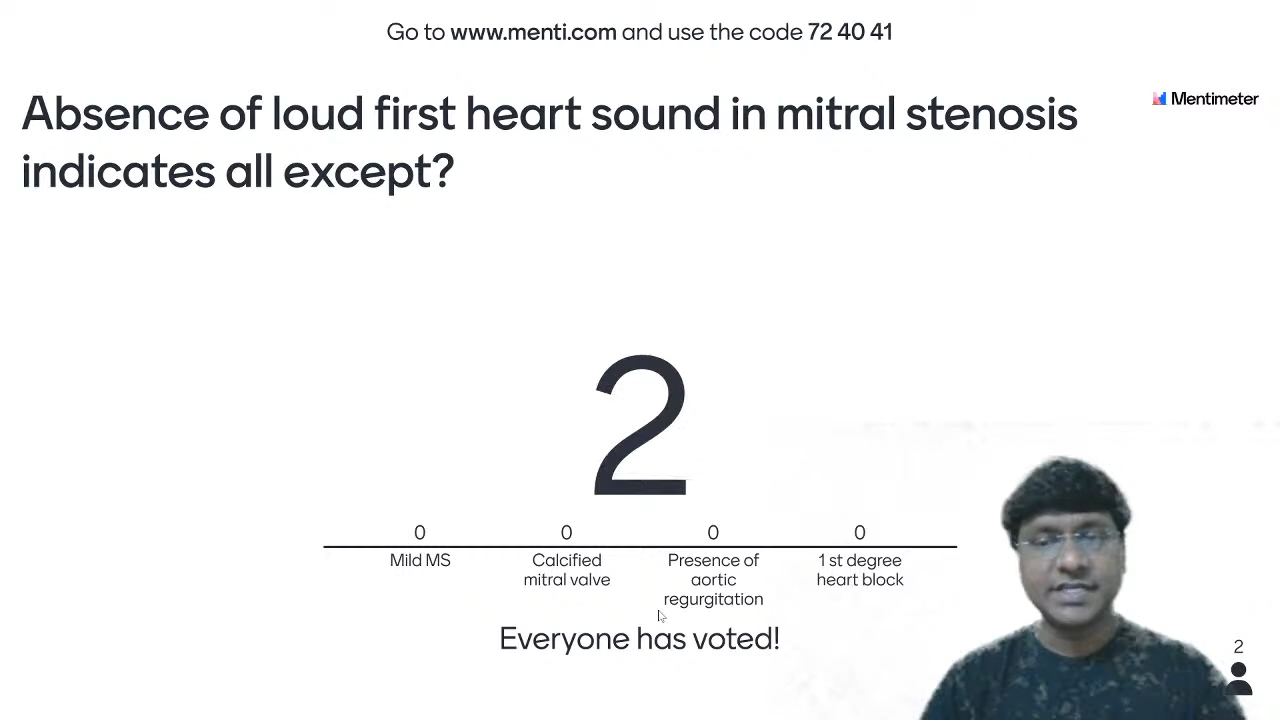 Go to www.menti.com and use the code 72 40 41
Absence of loud first heart sound in mitral stenosis
indicates all except?
Mentimeter
2
0
0
0
0
Mild MS
Calcified
mitral valve
Presence of
aortic
regurgitation
1 st degree
heart block
Everyone has voted!
2